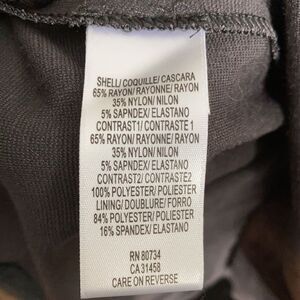 SHELL/ COQUILLE/ CASCARA
65% RAYON/ RAYONNE/ RAYON
35% NYLON/ NILON
5% SAPNDEX/ ELASTANO
CONTRAST1/ CONTRASTE 1
65% RAYON/ RAYONNE/ RAYON
35% NYLON/ NILON
5% SAPNDEX/ ELASTANO
CONTRAST2/ CONTRASTE2
100% POLYESTER/ POLIESTER
LINING/ DOUBLURE/ FORRO
84% POLYESTER/ POLIESTER
16% SPANDEX/ ELASTANO
RN 80734
CA 31458
CARE ON REVERSE